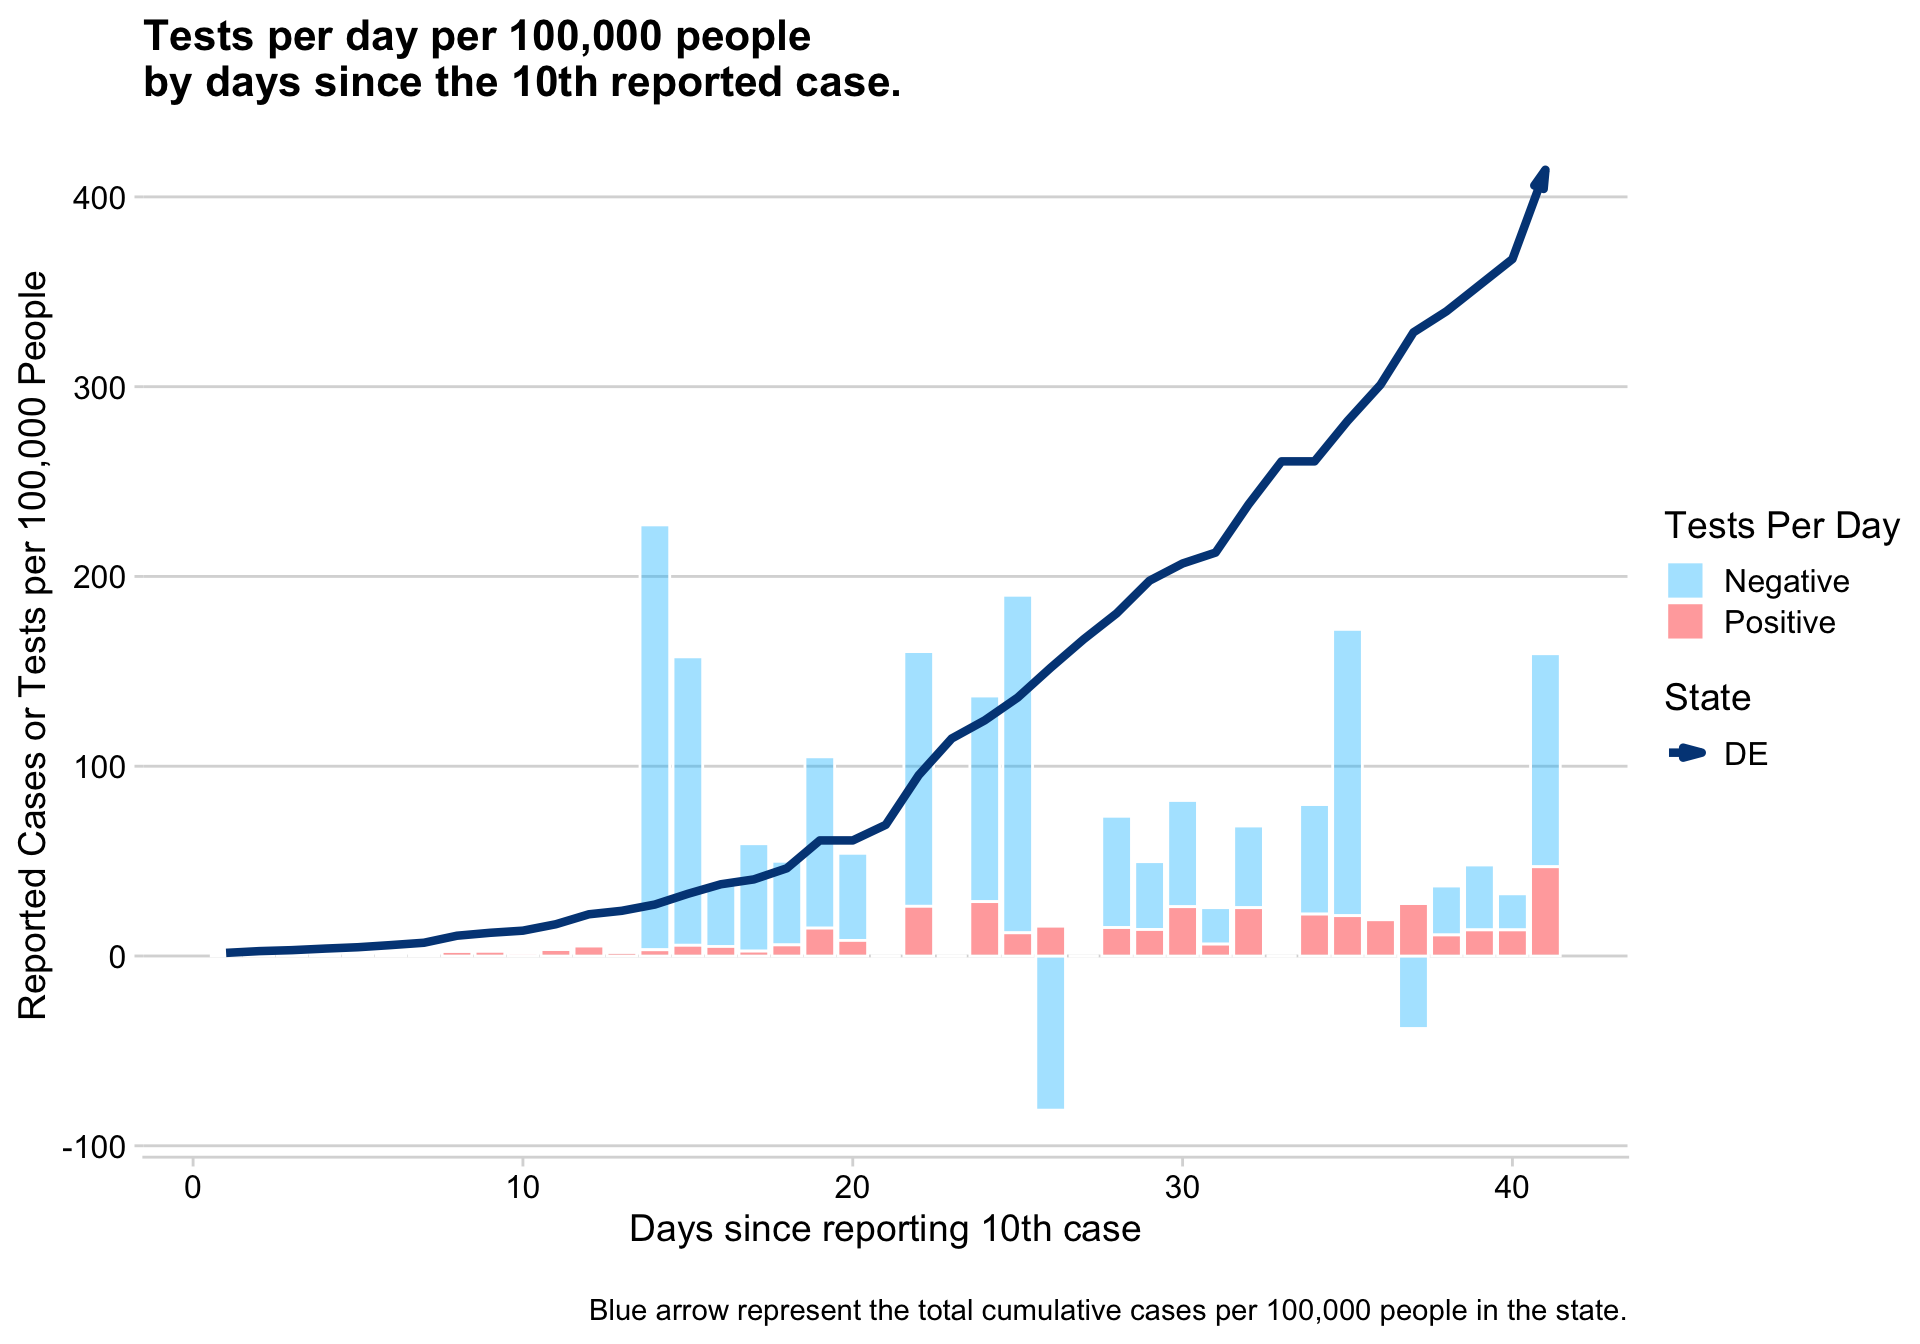 Tests per day per 100,000 people
by days since the 10th reported case.
Reported Cases or Tests per 100,000 People
400
300
200
100
0
-100
0
10
20
30
40
Days since reporting 10th case
Tests Per Day
Negative
Positive
State
DE
Blue arrow represent the total cumulative cases per 100,000 people in the state.